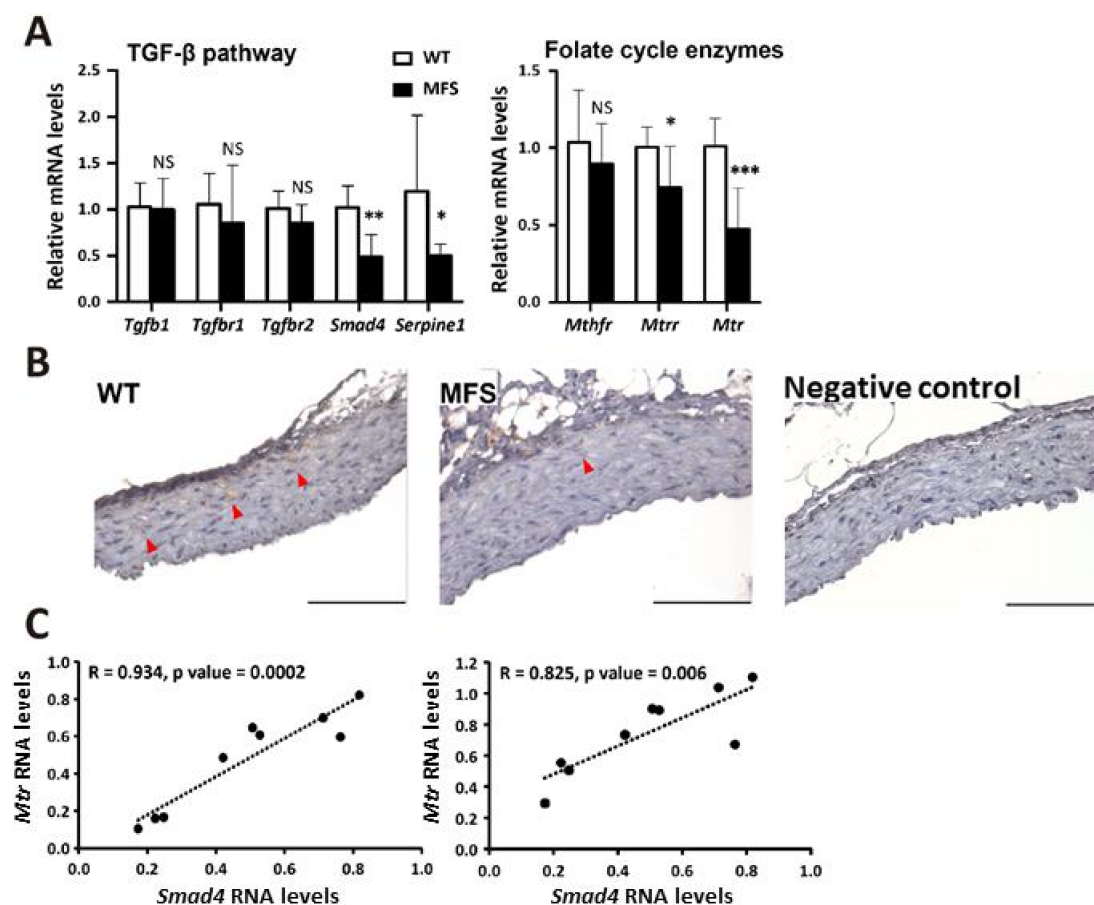 A
TGF-β pathway
WT
MFS
Relative mRNA levels
2.5
2.0
1.5
1.0
0.5
0.0
NS
NS
NS
**
*
Tgfb1 Tgfbr1 Tgfbr2 Smad4 Serpine1
Folate cycle enzymes
Relative mRNA levels
1.5
1.0
0.5
0.0
NS
*
***
Mthfr Mtrr Mtr
B
WT
MFS
Negative control
C
R = 0.934, p value = 0.0002
Mtr RNA levels
1.0
0.8
0.6
0.4
0.2
0.0
0 0.2 0.4 0.6 0.8 1.0
Smad4 RNA levels
R = 0.825, p value = 0.006
Mtr RNA levels
1.2
1.0
0.8
0.6
0.4
0.2
0.0
0 0.2 0.4 0.6 0.8 1.0
Smad4 RNA levels